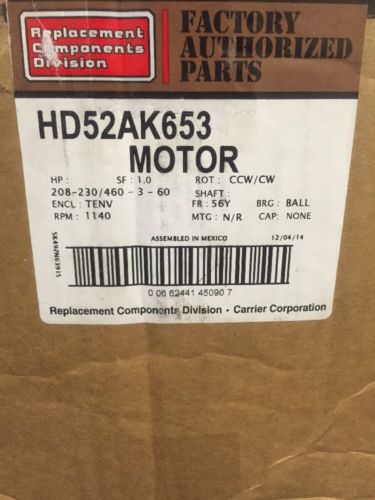 Replacement
Components
Division
FACTORY
AUTHORIZED
PARTS
HD52AK653
MOTOR
HP : SF : 1.0 ROT : CCW/CW
208-230/460 - 3 - 60 SHAFT :
ENCL : TENV FR : 56Y BRG : BALL
RPM : 1140 MTG : N/R CAP: NONE
ASSEMBLED IN MEXICO 12/04/14
SK492N63915
0 06 62441 45090 7
Replacement Components Division • Carrier Corporation